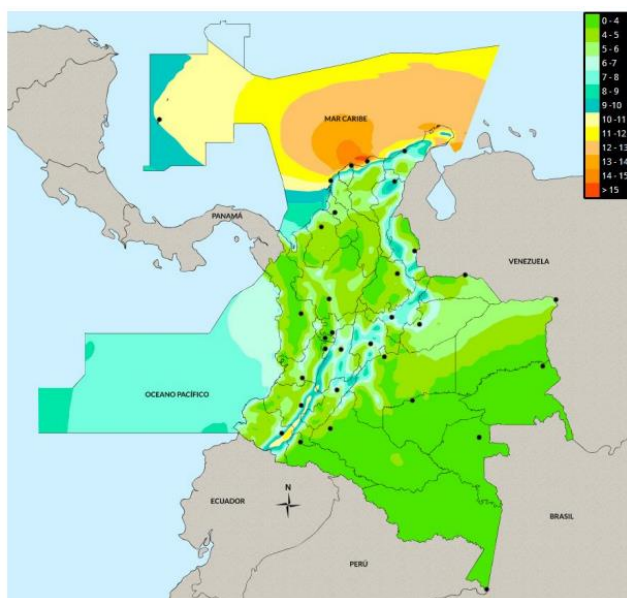 0 - 4
4 - 5
5 - 6
6 - 7
7 - 8
8 - 9
9 -10
10 - 11
11 - 12
12 - 13
13 - 14
14 - 15
> 15
MAR CARIBE
PANAMÁ
VENEZUELA
OCEANO PACÍFICO
N
ECUADOR
BRASIL
PERÚ